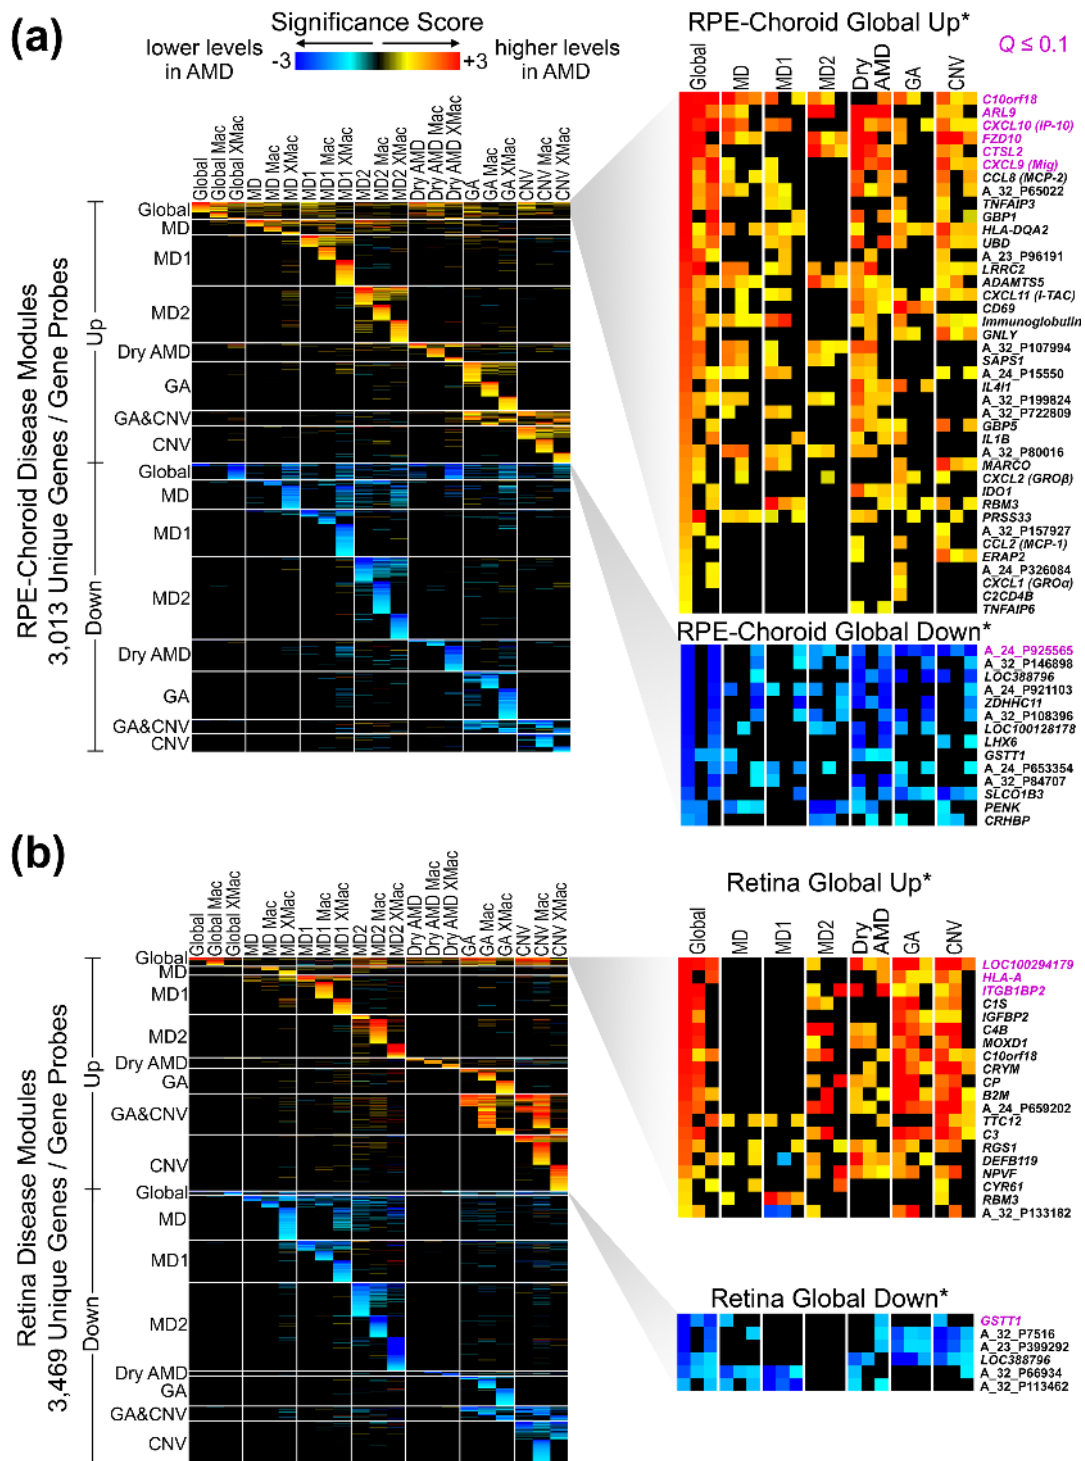 (a)
Significance Score
lower levels
in AMD
-3
+3
higher levels
in AMD
Global
Global Mac
Global XMac
MD
MD Mac
MD XMac
MD1
MD1 Mac
MD1 XMac
MD2
MD2 Mac
MD2 XMac
Dry AMD
Dry AMD Mac
Dry AMD XMac
GA
GA Mac
GA XMac
CNV
CNV Mac
CNV XMac
RPE-Choroid Disease Modules
3,013 Unique Genes / Gene Probes
Up
Down
Global
MD
MD1
MD2
Dry AMD
GA
GA&CNV
CNV
Global
MD
MD1
MD2
Dry AMD
GA
GA&CNV
CNV
RPE-Choroid Global Up*
Q ≤ 0.1
Global
MD
MD1
MD2
Dry
AMD
GA
CNV
C10orf18
ARL9
CXCL10 (IP-10)
FZD10
CTSL2
CXCL9 (Mig)
CCL8 (MCP-2)
A_32_P65022
TNFAIP3
GBP1
HLA-DQA2
UBD
A_23_P96191
LRRC2
ADAMTS5
CXCL11 (I-TAC)
CD69
Immunoglobulin
GNLY
A_32_P107994
SAPS1
A_24_P15550
IL4I1
A_32_P199824
A_32_P722809
GBP5
IL1B
A_32_P80016
MARCO
CXCL2 (GROβ)
IDO1
RBM3
PRSS33
A_32_P157927
CCL2 (MCP-1)
ERAP2
A_24_P326084
CXCL1 (GROα)
C2CD4B
TNFAIP6
RPE-Choroid Global Down*
A_24_P925565
A_32_P146898
LOC388796
A_24_P921103
ZDHHC11
A_32_P108396
LOC100128178
LHX6
GSTT1
A_24_P653354
A_32_P84707
SLCO1B3
PENK
CRHBP
(b)
Global
Global Mac
Global XMac
MD
MD Mac
MD XMac
MD1
MD1 Mac
MD1 XMac
MD2
MD2 Mac
MD2 XMac
Dry AMD
Dry AMD Mac
Dry AMD XMac
GA
GA Mac
GA XMac
CNV
CNV Mac
CNV XMac
Retina Disease Modules
3,469 Unique Genes / Gene Probes
Up
Down
Global
MD
MD1
MD2
Dry AMD
GA
GA&CNV
CNV
Global
MD
MD1
MD2
Dry AMD
GA
GA&CNV
CNV
Retina Global Up*
Global
MD
MD1
MD2
Dry
AMD
GA
CNV
LOC100294179
HLA-A
ITGB1BP2
C1S
IGFBP2
C4B
MOXD1
C10orf18
CRYM
CP
B2M
A_24_P659202
TTC12
C3
RGS1
DEFB119
NPVF
CYR61
RBM3
A_32_P133182
Retina Global Down*
GSTT1
A_32_P7516
A_23_P399292
LOC388796
A_32_P66934
A_32_P113462